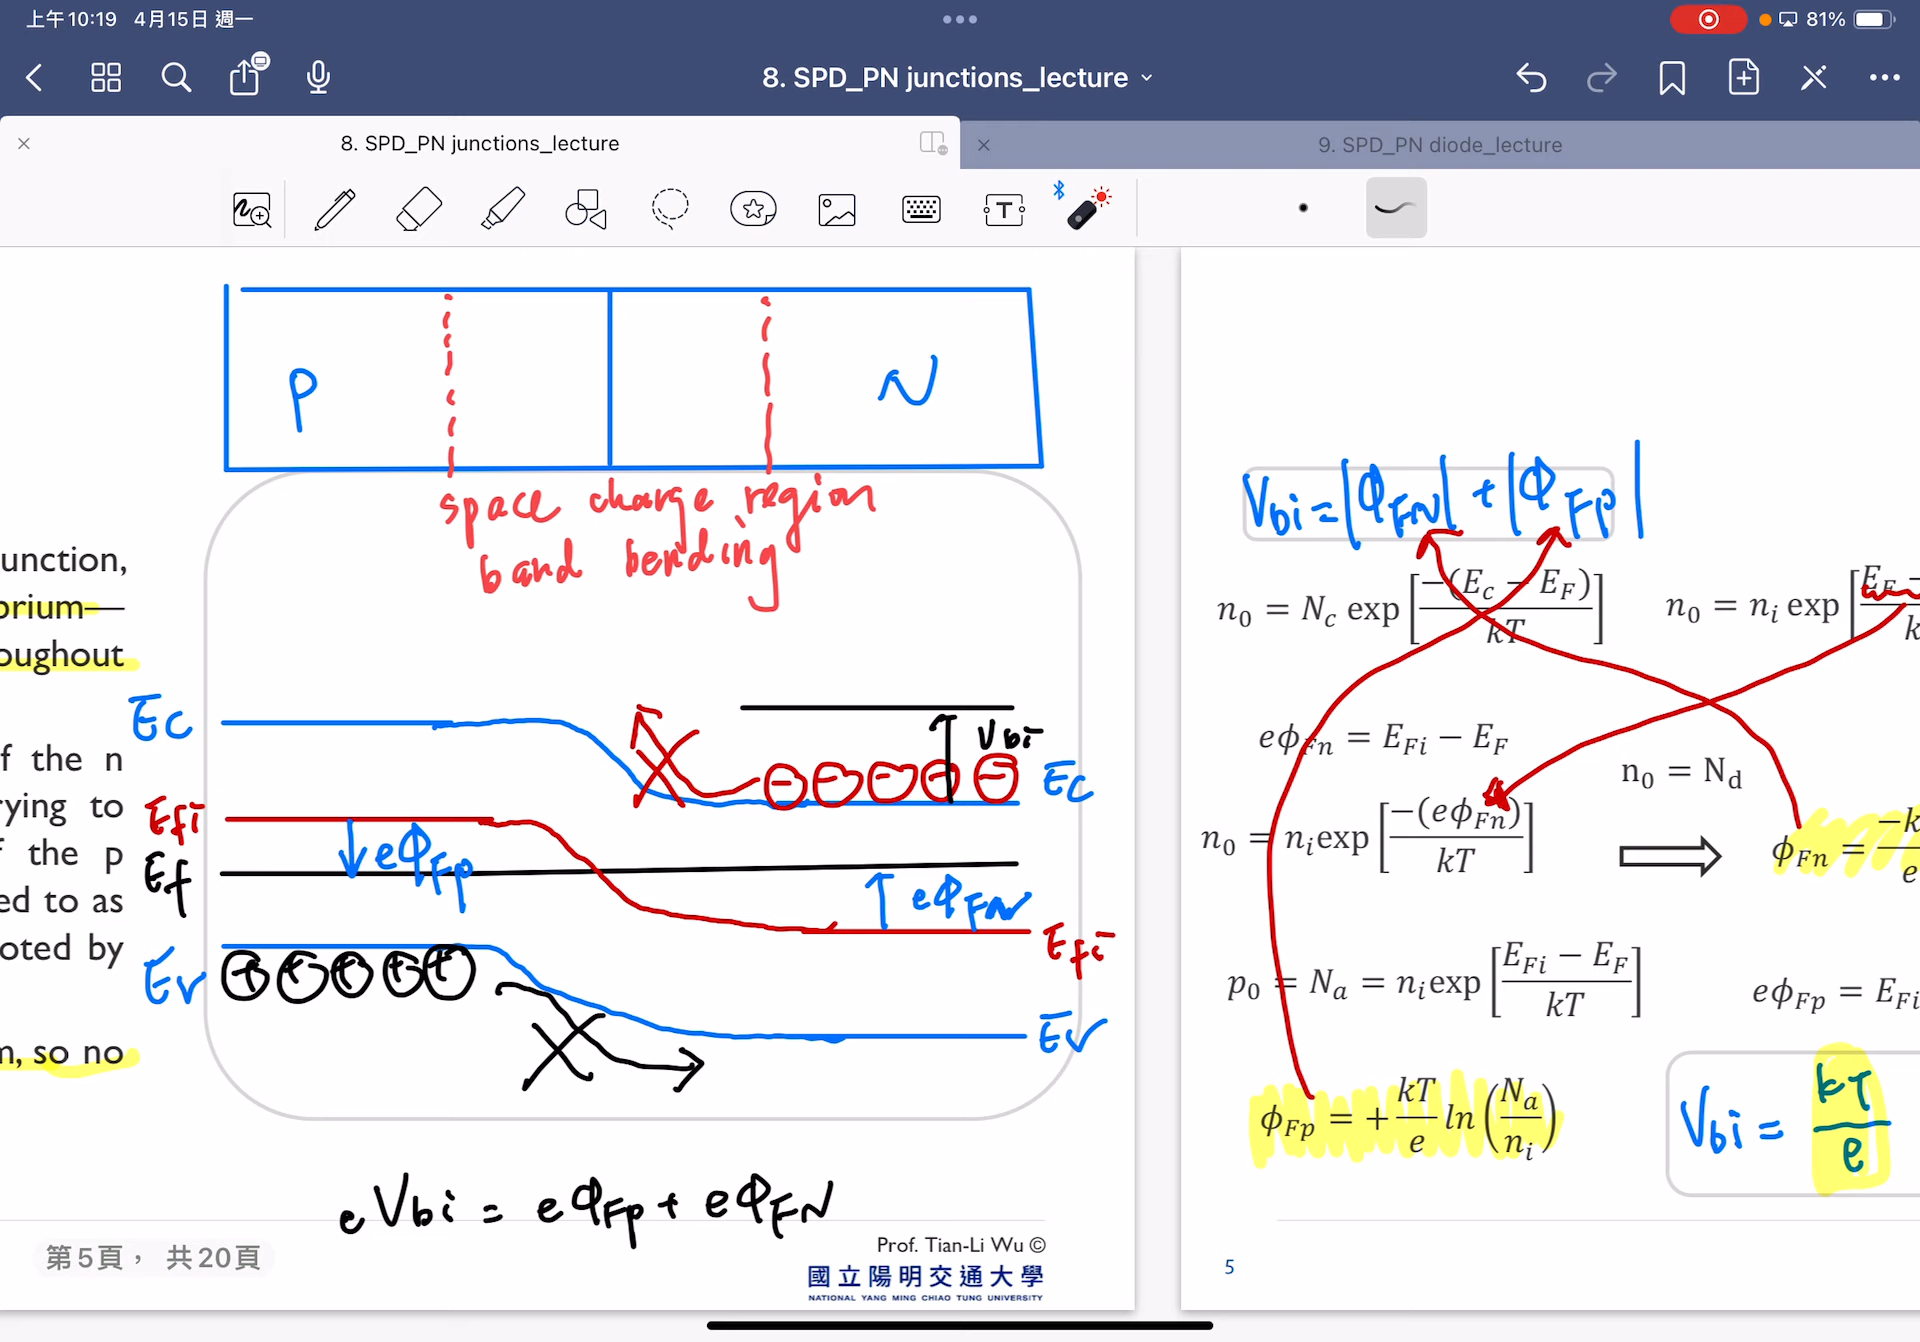 上午10:19 4月15日 週一
81%
8. SPD_PN junctions_lecture
8. SPD_PN junctions_lecture
9. SPD_PN diode_lecture
P
N
space charge region
band bending
unction,
orium—
oughout
f the n
ying to
f the p
ed to as
oted by
n, so no
Ec
Vbi
Ec
Efi
eΦFp
Ef
eΦFN
Efi
Ev
Ev
eVbi = eΦFp + eΦFN
第5頁, 共20頁
Prof. Tian-Li Wu ©
國立陽明交通大學
NATIONAL YANG MING CHIAO TUNG UNIVERSITY
Vbi = |ΦFN| + |ΦFp|
n0 = Nc exp [−(Ec − EF) / kT]
n0 = ni exp [EF −
k
eϕFn = EFi − EF
n0 = Nd
n0 = ni exp [−(eϕFn) / kT]
ϕFn = −k
e
p0 = Na = ni exp [EFi − EF / kT]
eϕFp = EFi
ϕFp = + kT/e ln (Na/ni)
Vbi = kT/e
5